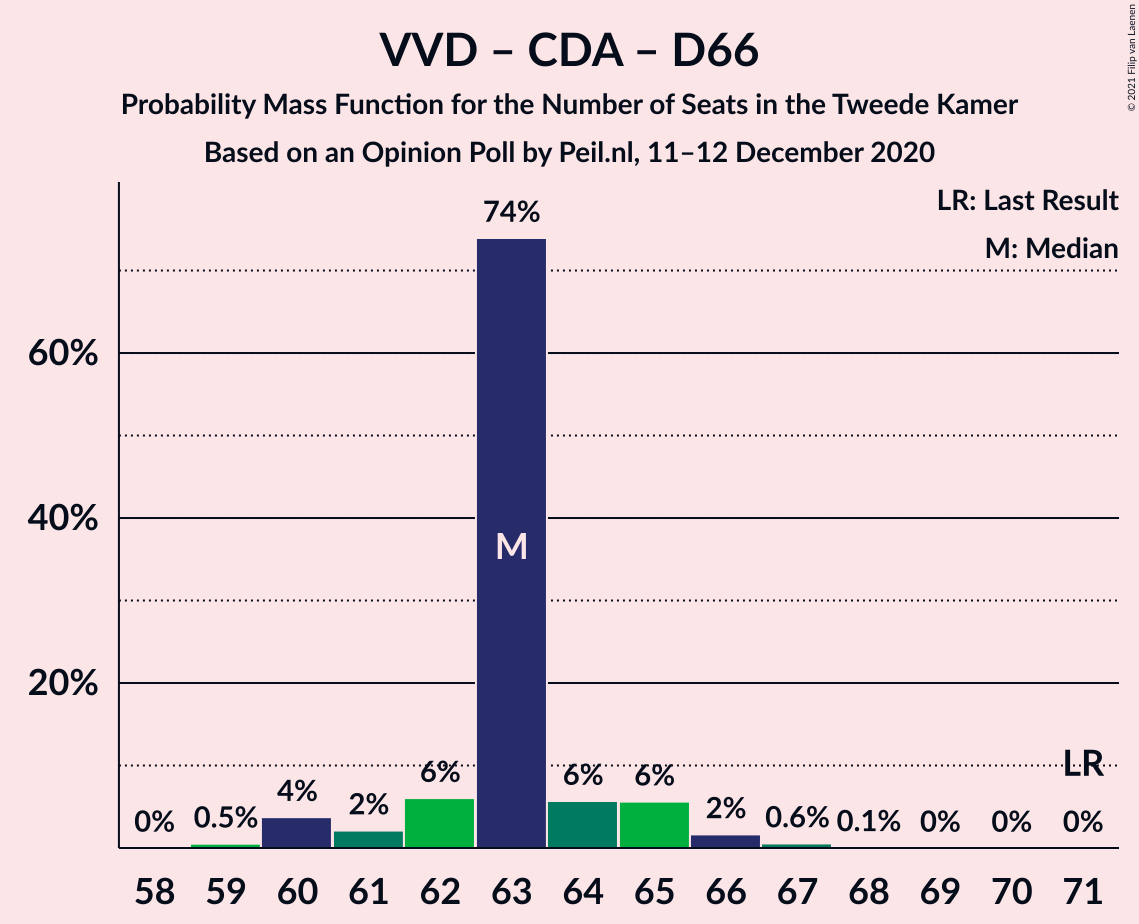 VVD – CDA – D66
Probability Mass Function for the Number of Seats in the Tweede Kamer
Based on an Opinion Poll by Peil.nl, 11–12 December 2020
© 2021 Filip van Laenen
LR: Last Result
M: Median
60%
40%
20%
0%
0.5%
4%
2%
6%
74%
M
6%
6%
2%
0.6%
0.1%
0%
0%
LR
0%
58 59 60 61 62 63 64 65 66 67 68 69 70 71